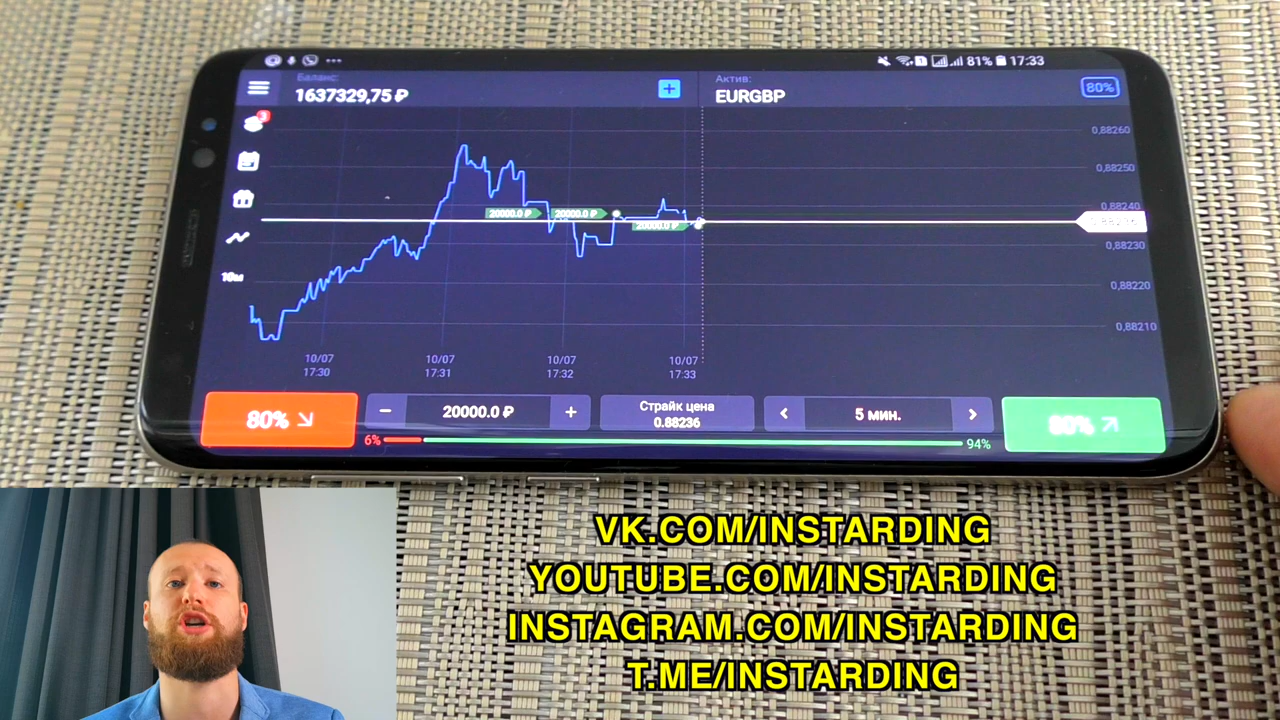 81% 17:33
Баланс:
1637329,75 ₽
Актив:
EURGBP
80%
3
0,88260
0,88250
0,88240
0,88230
0,88220
0,88210
20000.0 ₽
20000.0 ₽
20000.0 ₽
10м
10/07
17:30
10/07
17:31
10/07
17:32
10/07
17:33
80%
20000.0 ₽
Страйк цена
0.88236
5 мин.
80%
6%
94%
VK.COM/INSTARDING
YOUTUBE.COM/INSTARDING
INSTAGRAM.COM/INSTARDING
T.ME/INSTARDING